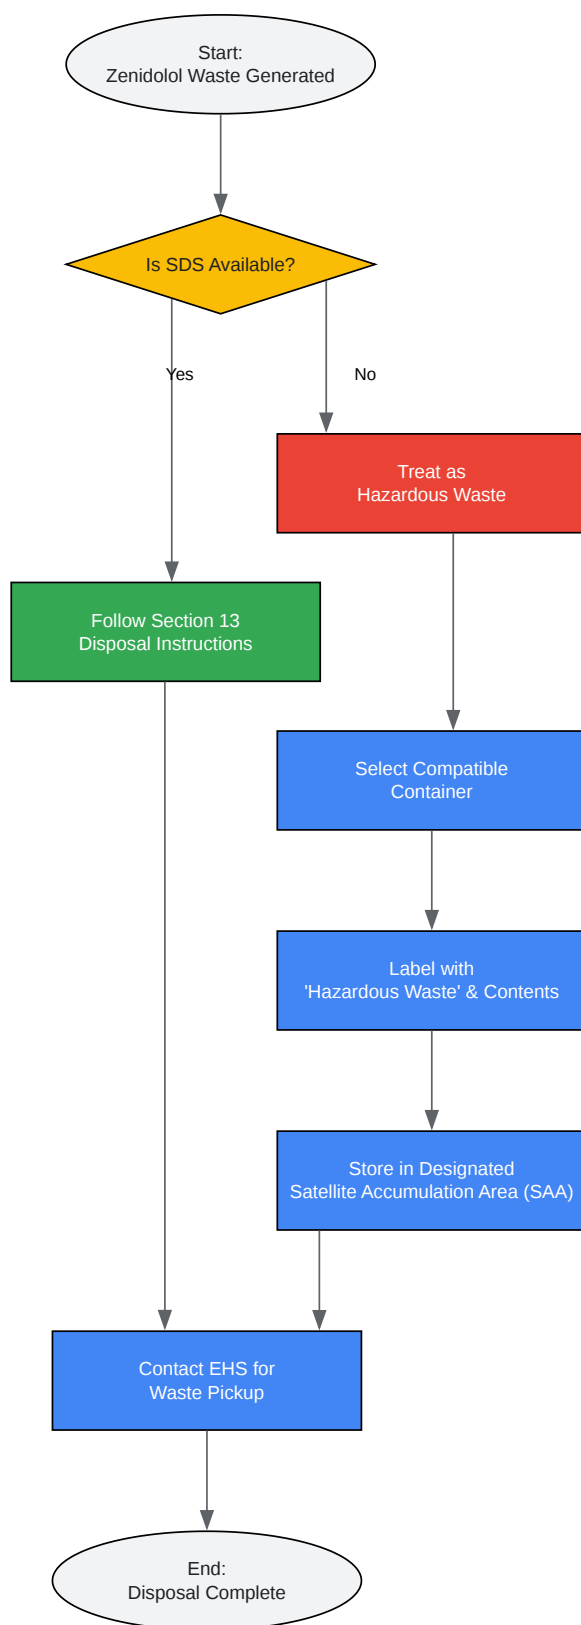 Start:
Zenidolol Waste Generated
Is SDS Available?
Yes
No
Treat as
Hazardous Waste
Follow Section 13
Disposal Instructions
Select Compatible
Container
Label with
'Hazardous Waste' & Contents
Store in Designated
Satellite Accumulation Area (SAA)
Contact EHS for
Waste Pickup
End:
Disposal Complete